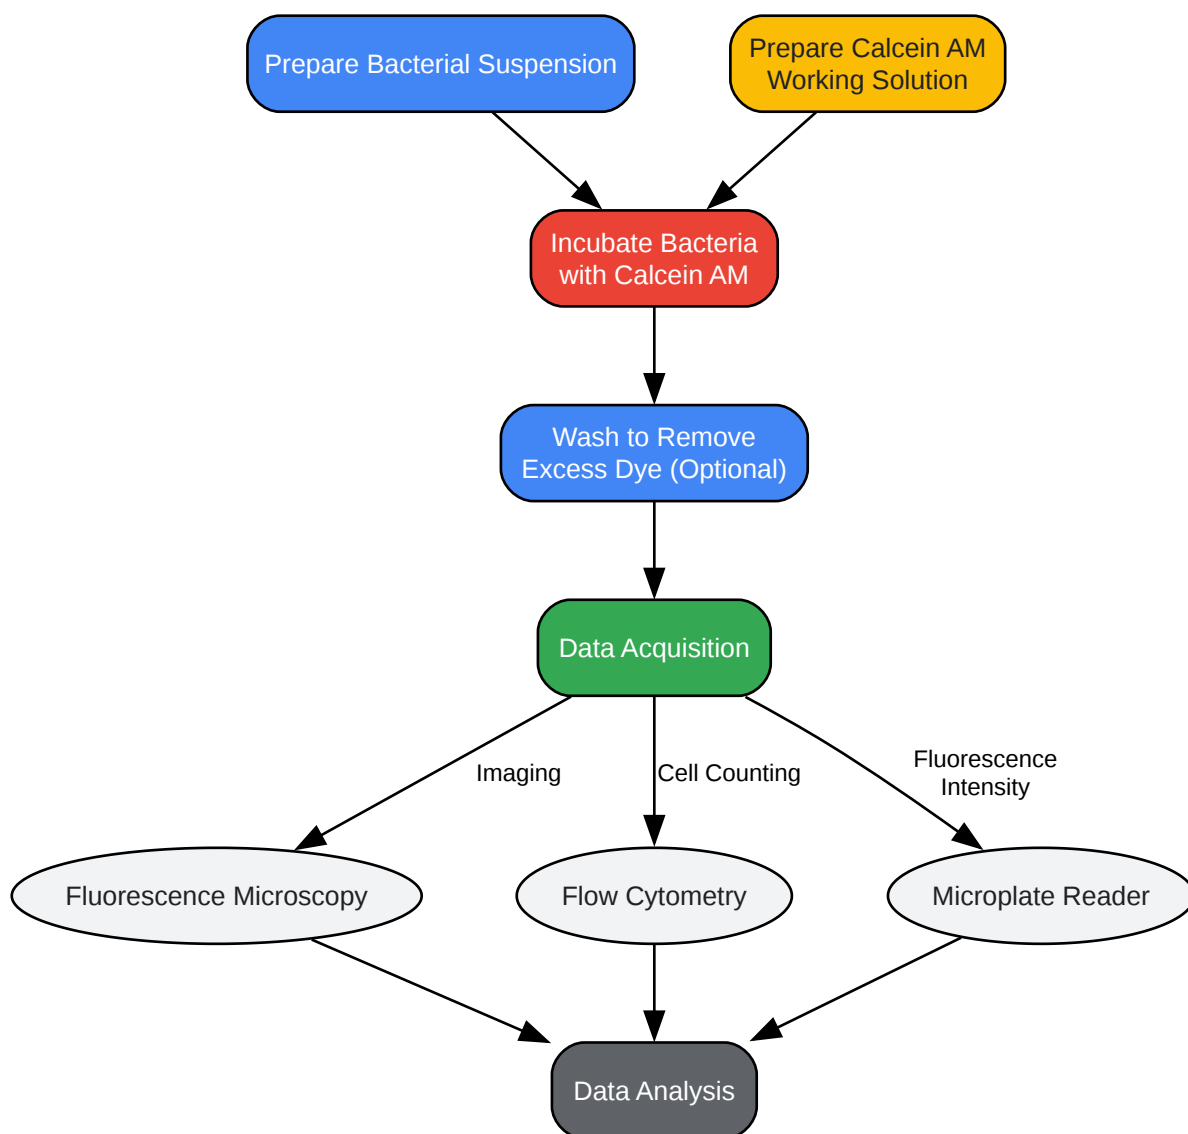 Prepare Bacterial Suspension
Prepare Calcein AM
Working Solution
Incubate Bacteria
with Calcein AM
Wash to Remove
Excess Dye (Optional)
Data Acquisition
Imaging
Cell Counting
Fluorescence
Intensity
Fluorescence Microscopy
Flow Cytometry
Microplate Reader
Data Analysis